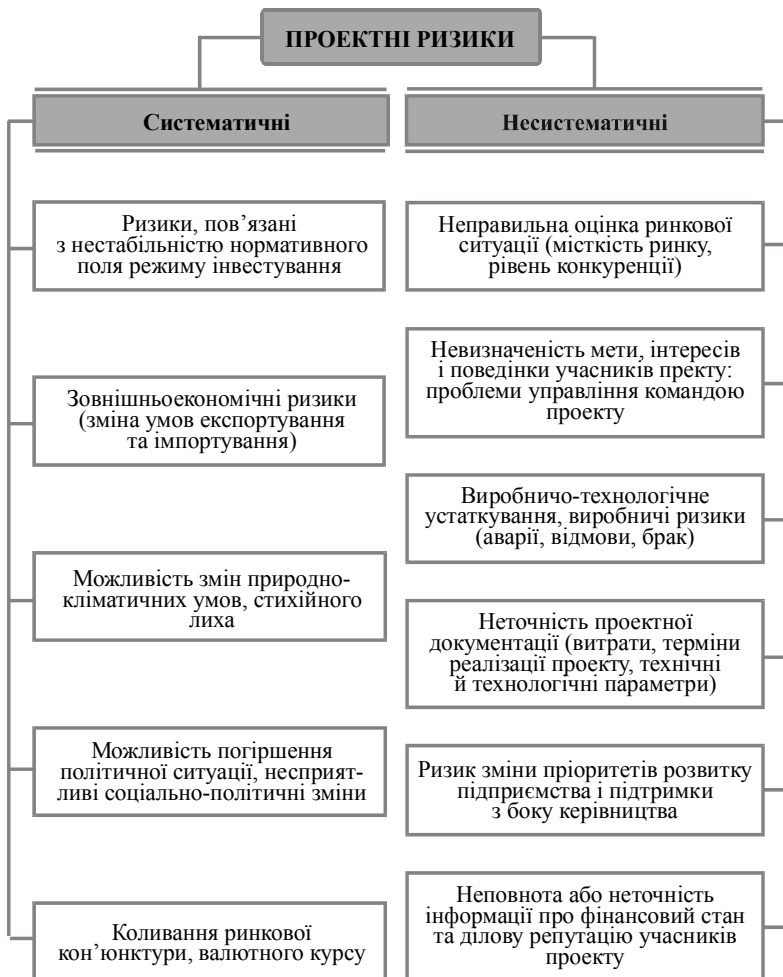 ПРОЕКТНІ РИЗИКИ
Систематичні
Ризики, пов’язані
з нестабільністю нормативного
поля режиму інвестування
Зовнішньоекономічні ризики
(зміна умов експортування
та імпортування)
Можливість змін природно-
кліматичних умов, стихійного
лиха
Можливість погіршення
політичної ситуації, несприят-
ливі соціально-політичні зміни
Коливання ринкової
кон’юнктури, валютного курсу
Несистематичні
Неправильна оцінка ринкової
ситуації (місткість ринку,
рівень конкуренції)
Невизначеність мети, інтересів
і поведінки учасників пректу:
проблеми управління командою
проекту
Виробничо-технологічне
устаткування, виробничі ризики
(аварії, відмови, брак)
Неточність проектної
документації (витрати, терміни
реалізації проекту, технічні
й технологічні параметри)
Ризик зміни пріоритетів розвитку
підприємства і підтримки
з боку керівництва
Неповнота або неточність
інформації про фінансовий стан
та ділову репутацію учасників
проекту